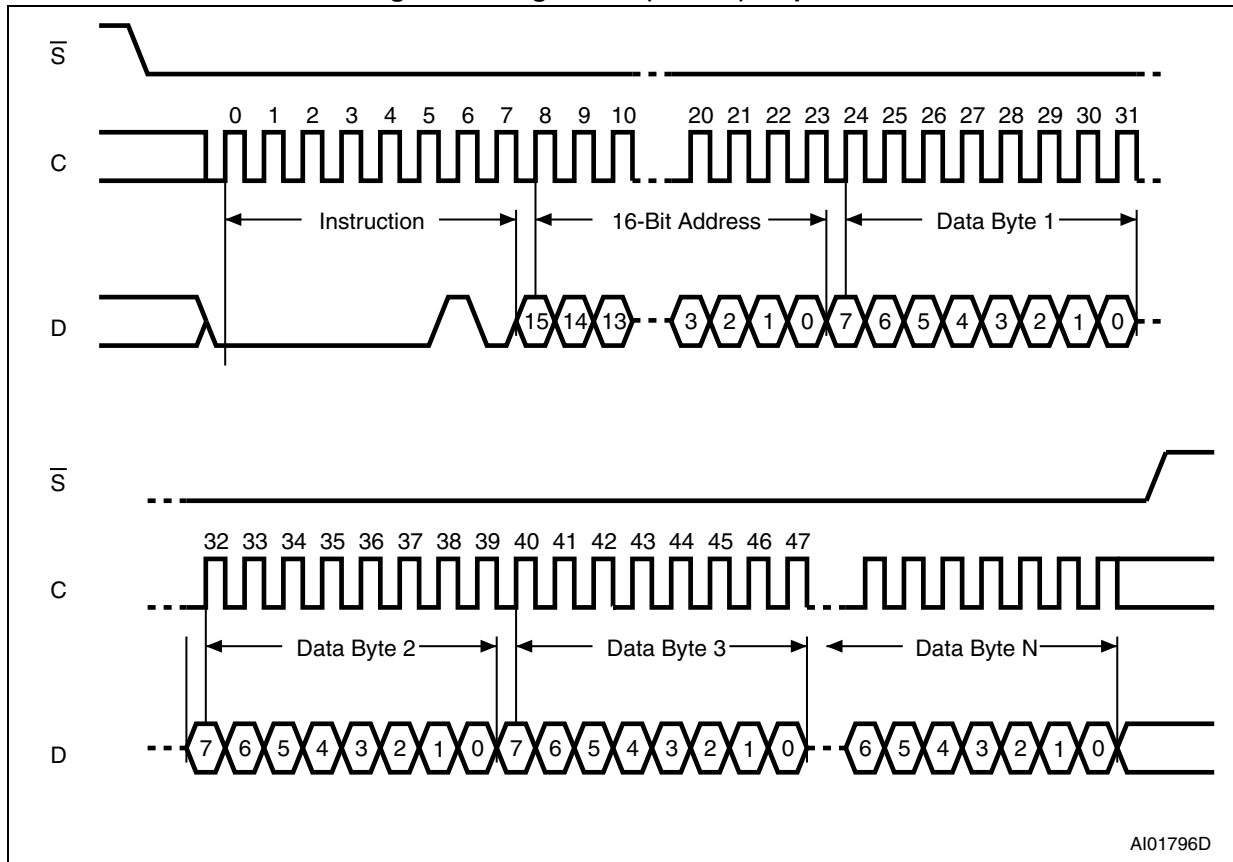 S
0 1 2 3 4 5 6 7 8 9 10 20 21 22 23 24 25 26 27 28 29 30 31
C
Instruction 16-Bit Address Data Byte 1
D 15 14 13 3 2 1 0 7 6 5 4 3 2 1 0
S
32 33 34 35 36 37 38 39 40 41 42 43 44 45 46 47
C
Data Byte 2 Data Byte 3 Data Byte N
D 7 6 5 4 3 2 1 0 7 6 5 4 3 2 1 0 6 5 4 3 2 1 0
AI01796D